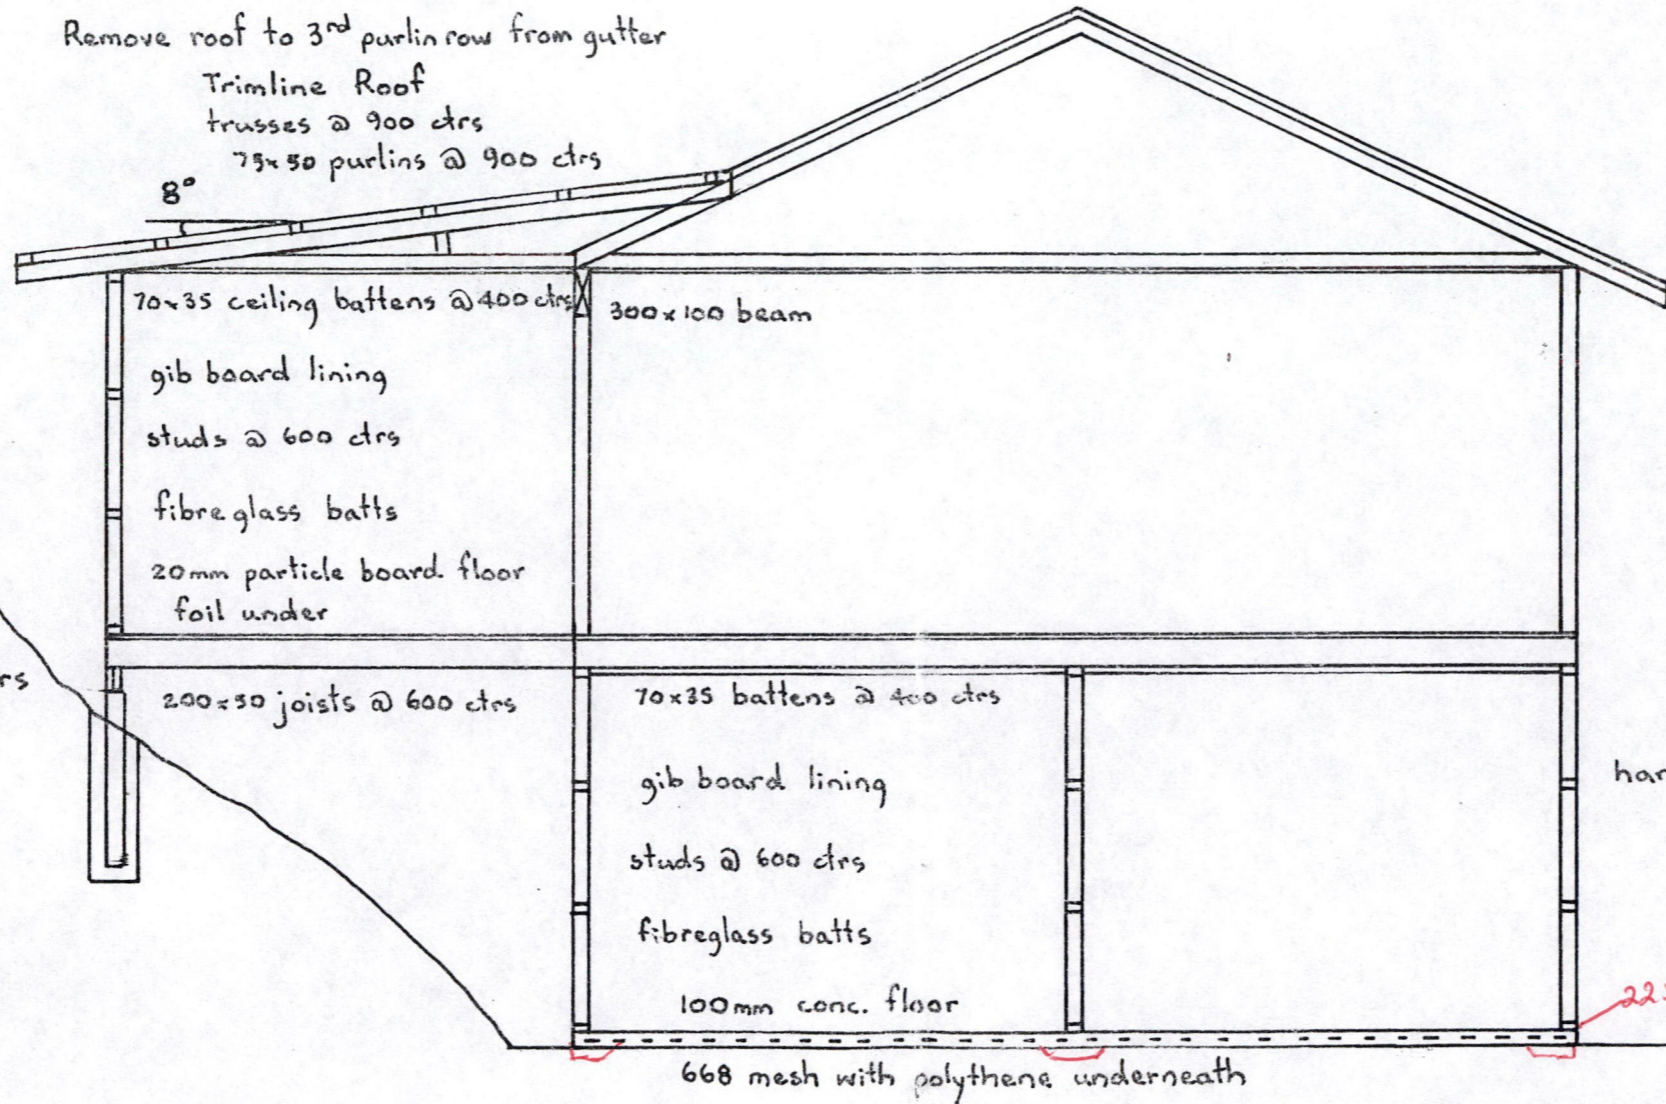 Remove roof to 3rd purlin row from gutter
Trimline Roof
trusses @ 900 ctrs
75x50 purlins @ 900 ctrs
8°
70x35 ceiling battens @ 400 ctrs
300x100 beam
gib board lining
studs @ 600 ctrs
fibreglass batts
20mm particle board floor
foil under
rs
200x50 joists @ 600 ctrs
70x35 battens @ 400 ctrs
gib board lining
har
studs @ 600 ctrs
fibreglass batts
100mm conc. floor
22
668 mesh with polythene underneath